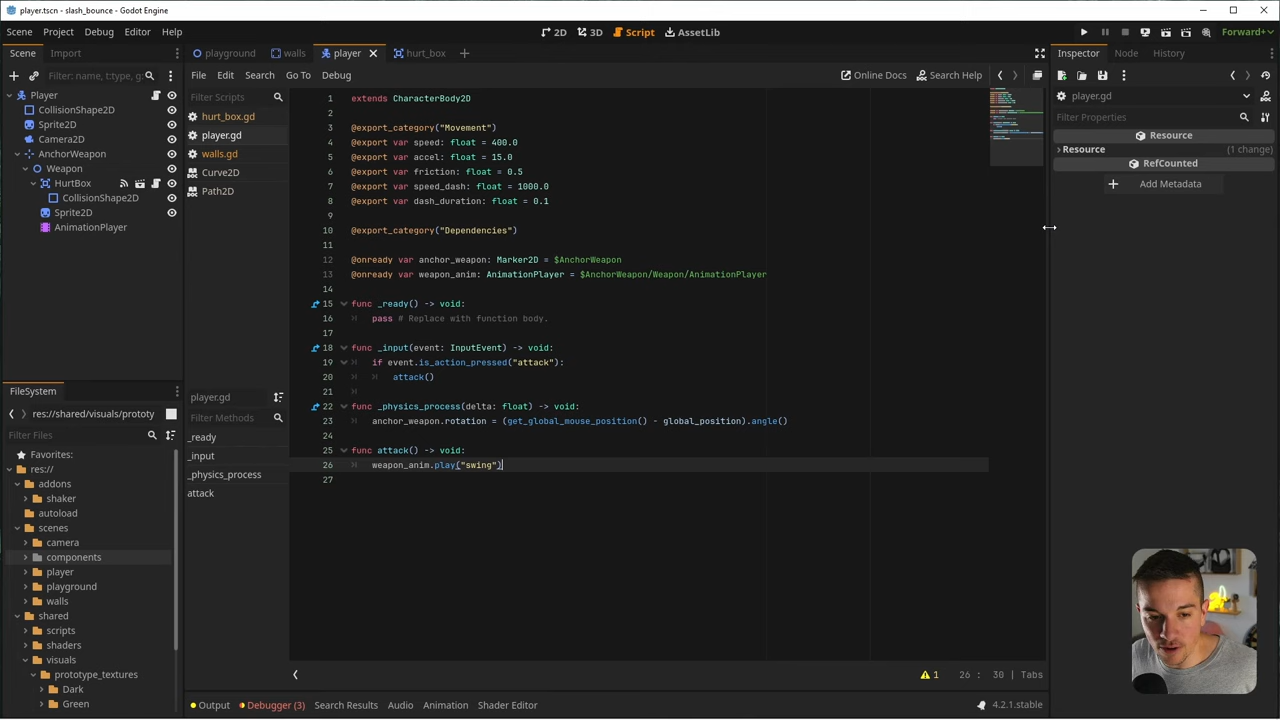 player.tscn - slash_bounce - Godot Engine
Scene Project Debug Editor Help
2D 3D Script AssetLib
Forward+
Scene Import
playground walls player hurt_box
Inspector Node History
Filter: name, t:type, g:
File Edit Search Go To Debug
Online Docs Search Help
Player
CollisionShape2D
Sprite2D
Camera2D
AnchorWeapon
Weapon
HurtBox
CollisionShape2D
Sprite2D
AnimationPlayer
Filter Scripts
hurt_box.gd
player.gd
walls.gd
Curve2D
Path2D
1 extends CharacterBody2D
2
3 @export_category("Movement")
4 @export var speed: float = 400.0
5 @export var accel: float = 15.0
6 @export var friction: float = 0.5
7 @export var speed_dash: float = 1000.0
8 @export var dash_duration: float = 0.1
9
10 @export_category("Dependencies")
11
12 @onready var anchor_weapon: Marker2D = $AnchorWeapon
13 @onready var weapon_anim: AnimationPlayer = $AnchorWeapon/Weapon/AnimationPlayer
14
15 func _ready() -> void:
16 pass # Replace with function body.
17
18 func _input(event: InputEvent) -> void:
19 if event.is_action_pressed("attack"):
20 attack()
21
22 func _physics_process(delta: float) -> void:
23 anchor_weapon.rotation = (get_global_mouse_position() - global_position).angle()
24
25 func attack() -> void:
26 weapon_anim.play("swing")
27
player.gd
Filter Properties
Resource
Resource (1 change)
RefCounted
Add Metadata
FileSystem
res://shared/visuals/prototy
Filter Files
Favorites:
res://
addons
shaker
autoload
scenes
camera
components
player
playground
walls
shared
scripts
shaders
visuals
prototype_textures
Dark
Green
player.gd
Filter Methods
_ready
_input
_physics_process
attack
1 26 : 30 | Tabs
Output Debugger (3) Search Results Audio Animation Shader Editor
4.2.1.stable